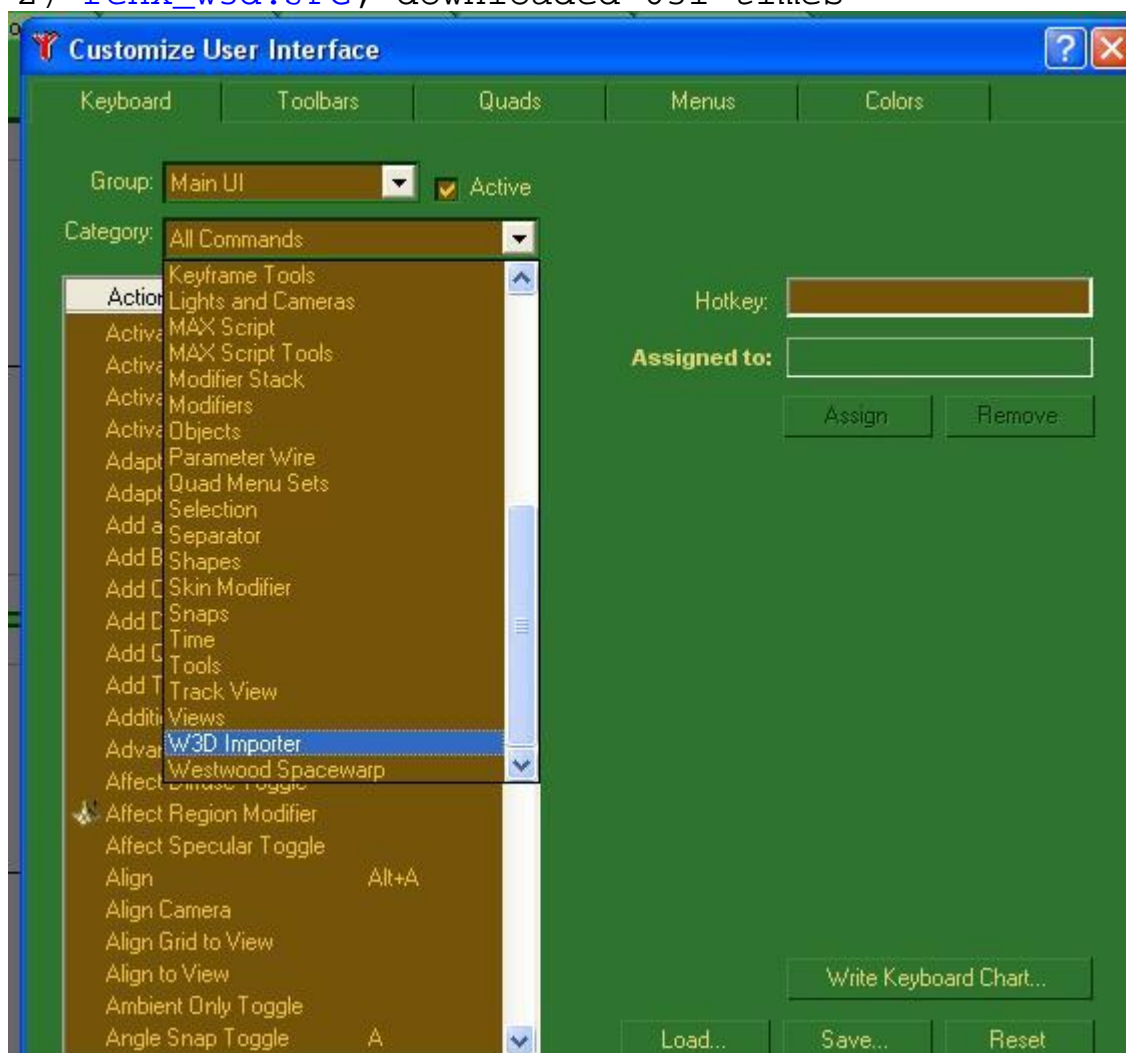 Customize User Interface
Keyboard Toolbars Quads Menus Colors
Group: Main UI Active
Category: All Commands
Keyframe Tools
Lights and Cameras
MAX Script
MAX Script Tools
Modifier Stack
Modifiers
Objects
Parameter Wire
Quad Menu Sets
Selection
Separator
Shapes
Skin Modifier
Snaps
Time
Tools
Track View
Views
W3D Importer
Westwood Spacewarp
Hotkey:
Assigned to:
Assign Remove
Affect Region Modifier
Affect Specular Toggle
Align Alt+A
Align Camera
Align Grid to View
Align to View
Ambient Only Toggle
Angle Snap Toggle A
Write Keyboard Chart...
Load... Save... Reset